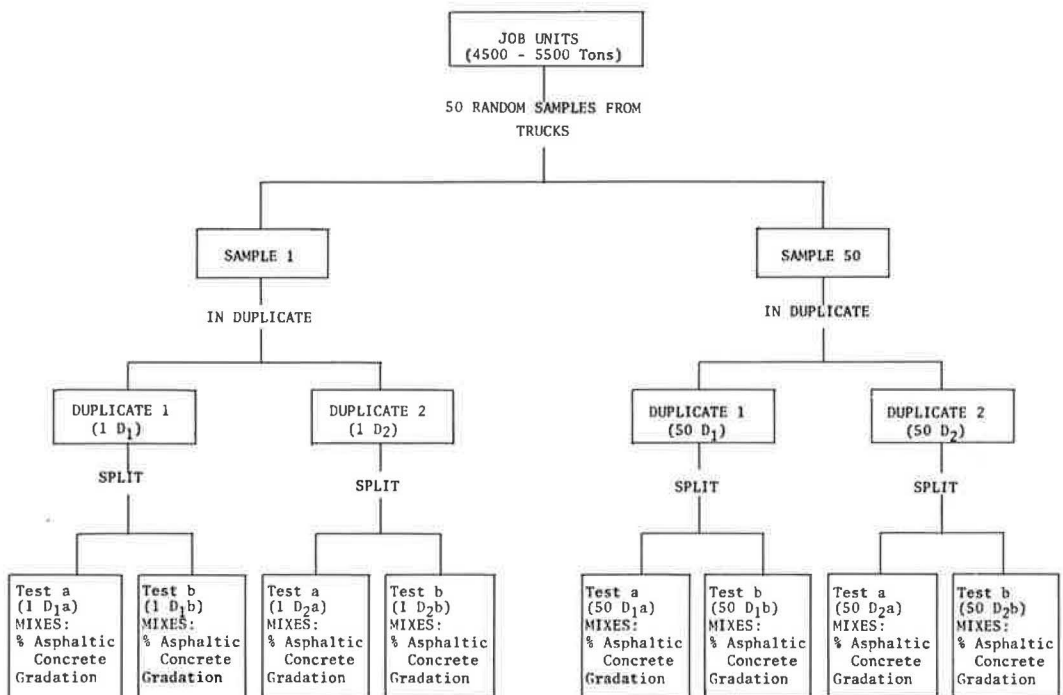 JOB UNITS
(4500 - 5500 Tons)
50 RANDOM SAMPLES FROM
TRUCKS
SAMPLE 1
SAMPLE 50
IN DUPLICATE
IN DUPLICATE
DUPLICATE 1
(1 D1)
DUPLICATE 2
(1 D2)
DUPLICATE 1
(50 D1)
DUPLICATE 2
(50 D2)
SPLIT
SPLIT
SPLIT
SPLIT
Test a
(1 D1a)
MIXES:
% Asphaltic
Concrete
Gradation
Test b
(1 D1b)
MIXES:
% Asphaltic
Concrete
Gradation
Test a
(1 D2a)
MIXES:
% Asphaltic
Concrete
Gradation
Test b
(1 D2b)
MIXES:
% Asphaltic
Concrete
Gradation
Test a
(50 D1a)
MIXES:
% Asphaltic
Concrete
Gradation
Test b
(50 D1b)
MIXES:
% Asphaltic
Concrete
Gradation
Test a
(50 D2a)
MIXES:
% Asphaltic
Concrete
Gradation
Test b
(50 D2b)
MIXES:
% Asphaltic
Concrete
Gradation